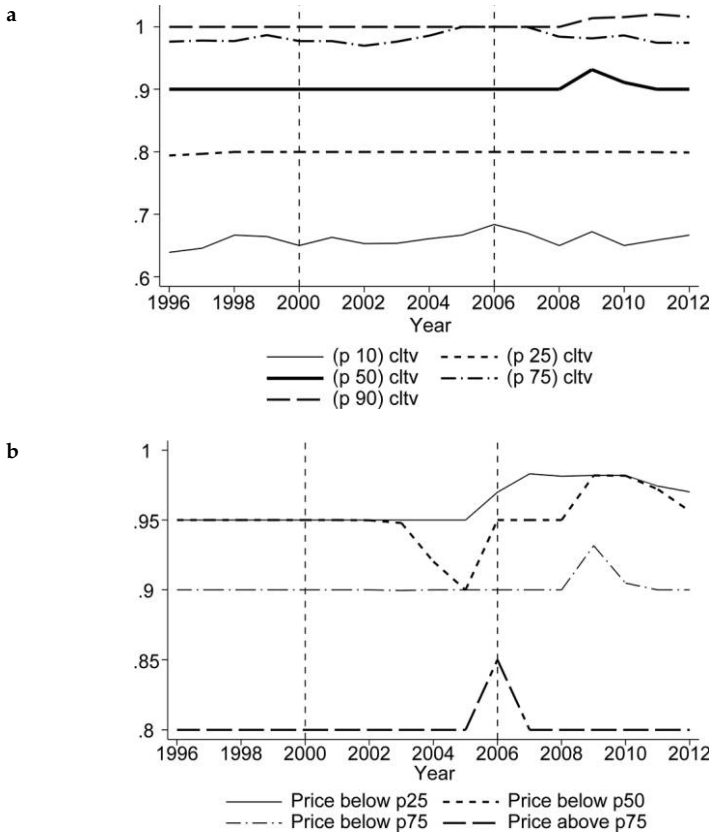 a
1
.9
.8
.7
.6
1996 1998 2000 2002 2004 2006 2008 2010 2012
Year
(p 10) cltv (p 25) cltv
(p 50) cltv (p 75) cltv
(p 90) cltv
b
1
.95
.9
.85
.8
1996 1998 2000 2002 2004 2006 2008 2010 2012
Year
Price below p25 Price below p50
Price below p75 Price above p75